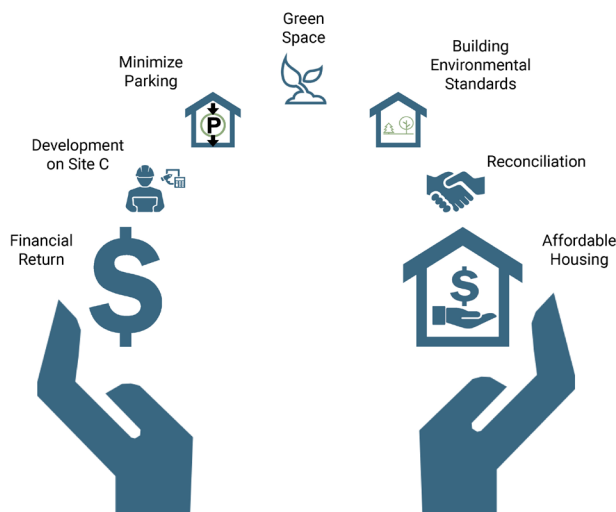 Green
Space
Minimize
Parking
Building
Environmental
Standards
P
Development
on Site C
Reconciliation
Financial
Return
Affordable
Housing
$
$